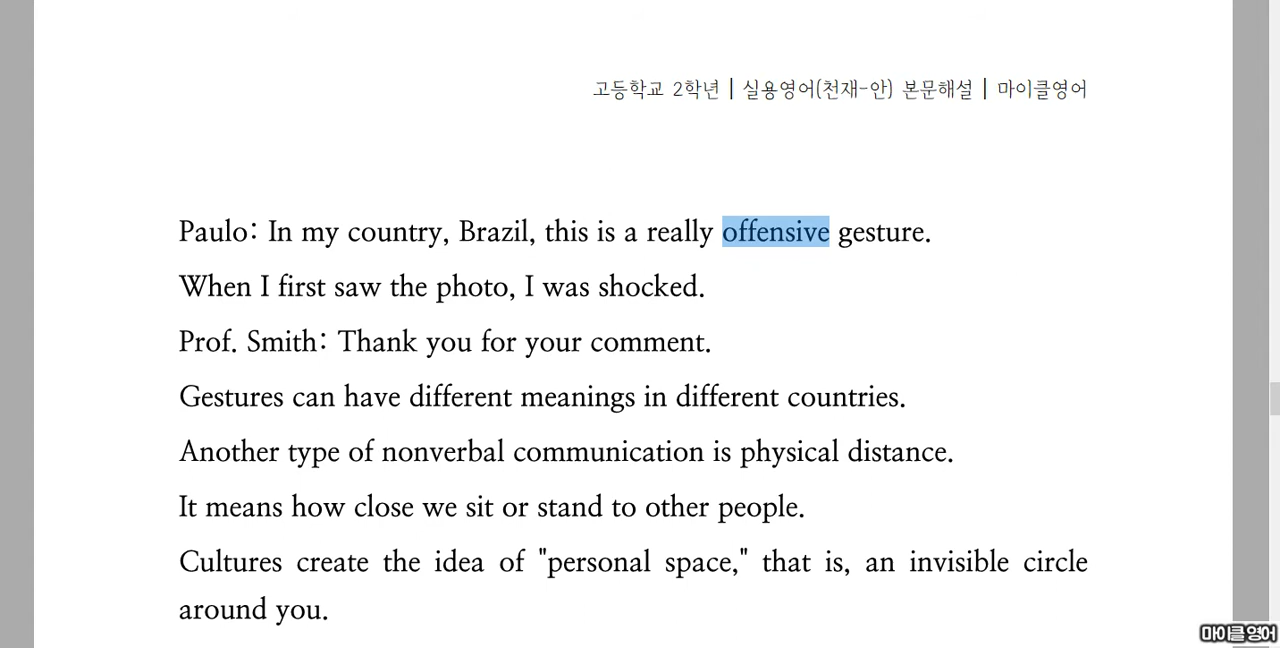 고등학교 2학년 | 실용영어(천재-안) 본문해설 | 마이클영어
Paulo: In my country, Brazil, this is a really offensive gesture.
When I first saw the photo, I was shocked.
Prof. Smith: Thank you for your comment.
Gestures can have different meanings in different countries.
Another type of nonverbal communication is physical distance.
It means how close we sit or stand to other people.
Cultures create the idea of "personal space," that is, an invisible circle
around you.
마이클 영어